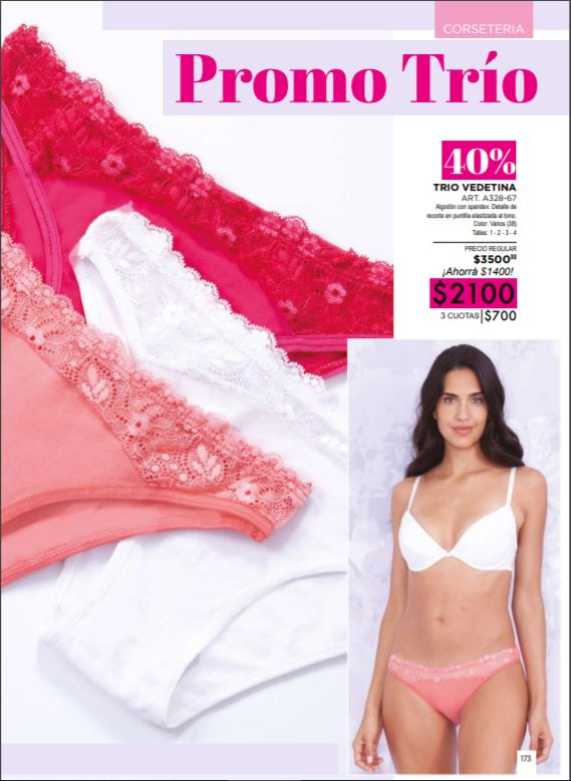 CORSETERIA
Promo Trío
40%
TRIO VEDETINA
ART. A328-67
Algodón con spandex. Detalle de
recorte en puntilla elastizada al tono.
Color: Varios (38)
Talles: 1 - 2 - 3 - 4
PRECIO REGULAR
$3500
¡Ahorrá $1400!
$2100
3 CUOTAS|$700
173